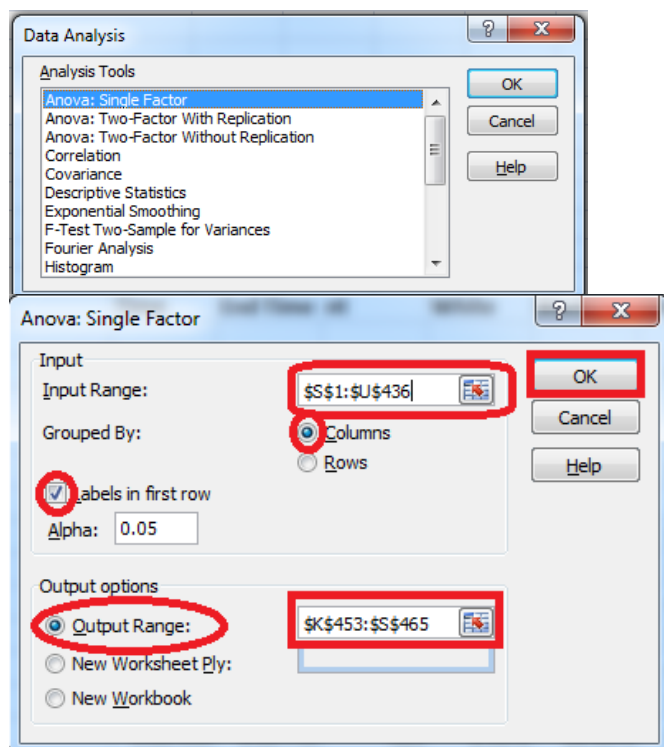 Data Analysis
Analysis Tools
Anova: Single Factor
Anova: Two-Factor With Replication
Anova: Two-Factor Without Replication
Correlation
Covariance
Descriptive Statistics
Exponential Smoothing
F-Test Two-Sample for Variances
Fourier Analysis
Histogram
OK
Cancel
Help
Anova: Single Factor
Input
Input Range: $S$1:$U$436
Grouped By: Columns
Rows
Labels in first row
Alpha: 0.05
OK
Cancel
Help
Output options
Output Range: $K$453:$S$465
New Worksheet Ply:
New Workbook